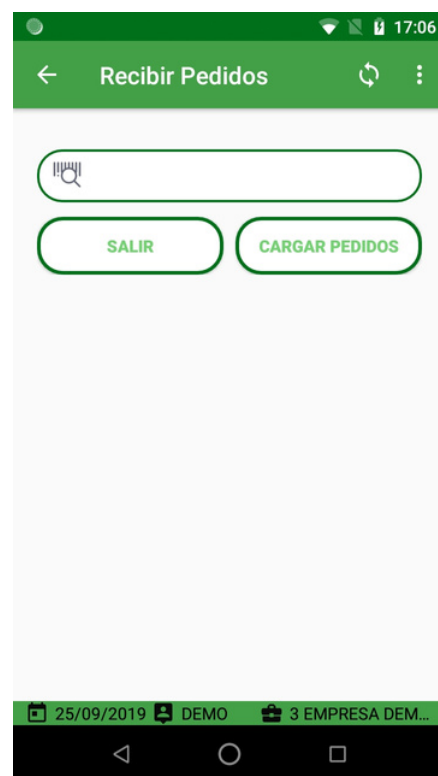 17:06
Recibir Pedidos
SALIR CARGAR PEDIDOS
25/09/2019 DEMO 3 EMPRESA DEM...